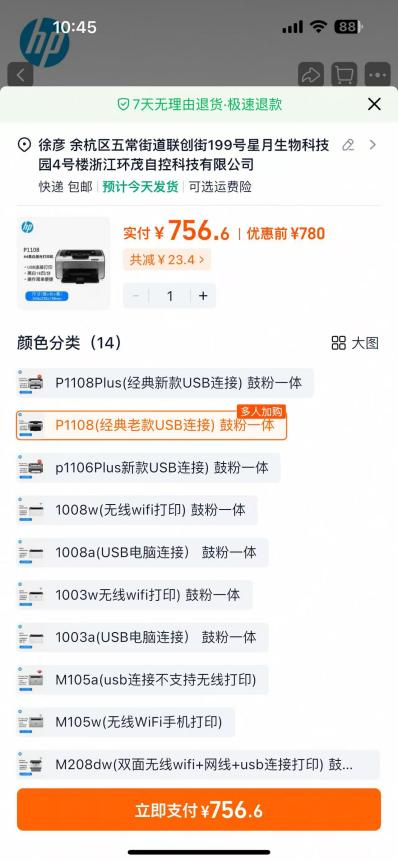 10:45
88
hp
7天无理由退货·极速退款
徐彦 余杭区五常街道联创街199号星月生物科技
园4号楼浙江环茂自控科技有限公司
快递 包邮 | 预计今天发货 | 可选运费险
hp
P1108
实付 ¥756.6 | 优惠前 ¥780
共减 ¥23.4 >
- 1 +
颜色分类（14）
大图
P1108Plus(经典新款USB连接) 鼓粉一体
多人加购
P1108(经典老款USB连接) 鼓粉一体
p1106Plus新款USB连接) 鼓粉一体
1008w(无线wifi打印) 鼓粉一体
1008a(USB电脑连接） 鼓粉一体
1003w无线wifi打印) 鼓粉一体
1003a(USB电脑连接） 鼓粉一体
M105a(usb连接不支持无线打印)
M105w(无线WiFi手机打印)
M208dw(双面无线wifi+网线+usb连接打印) 鼓...
立即支付 ¥756.6